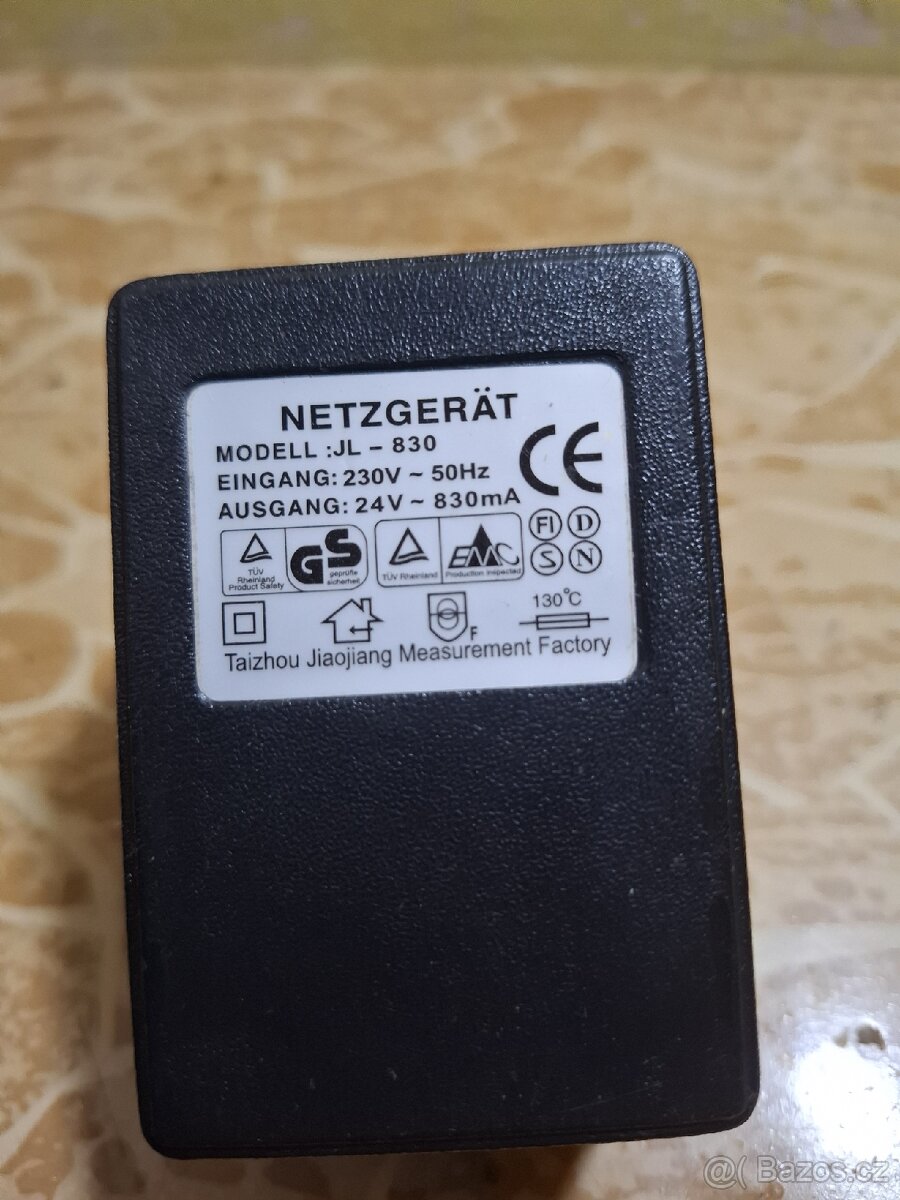 NETZGERÄT
MODELL :JL – 830
EINGANG: 230V ~ 50Hz
AUSGANG: 24V ~ 830mA
CE
TÜV
Rheinland
Product Safety
GS
geprüfte
sicherheit
TÜV Rheinland
EMC
Production inspected
FI D
S N
F
130°C
Taizhou Jiaojiang Measurement Factory
@( Bazos.cz